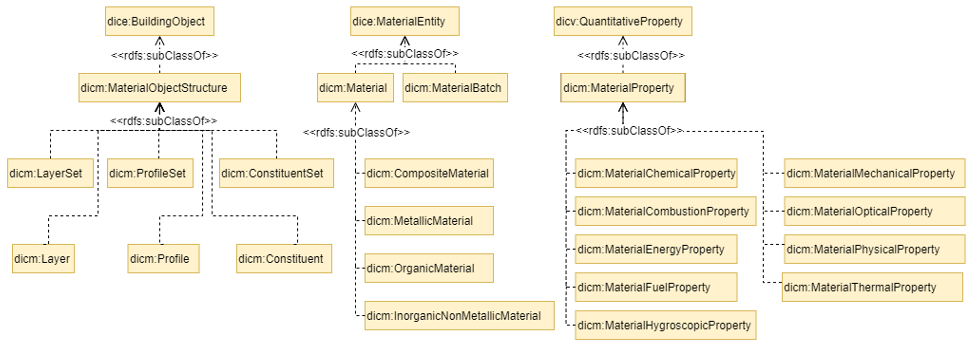 dice:BuildingObject
<<rdfs:subClassOf>>
dicm:MaterialObjectStructure
<<rdfs:subClassOf>>
dicm:LayerSet
dicm:ProfileSet
dicm:ConstituentSet
dicm:Layer
dicm:Profile
dicm:Constituent
dice:MaterialEntity
<<rdfs:subClassOf>>
dicm:Material
dicm:MaterialBatch
<<rdfs:subClassOf>>
dicm:CompositeMaterial
dicm:MetallicMaterial
dicm:OrganicMaterial
dicm:InorganicNonMetallicMaterial
dicv:QuantitativeProperty
<<rdfs:subClassOf>>
dicm:MaterialProperty
<<rdfs:subClassOf>>
dicm:MaterialChemicalProperty
dicm:MaterialCombustionProperty
dicm:MaterialEnergyProperty
dicm:MaterialFuelProperty
dicm:MaterialHygroscopicProperty
dicm:MaterialMechanicalProperty
dicm:MaterialOpticalProperty
dicm:MaterialPhysicalProperty
dicm:MaterialThermalProperty